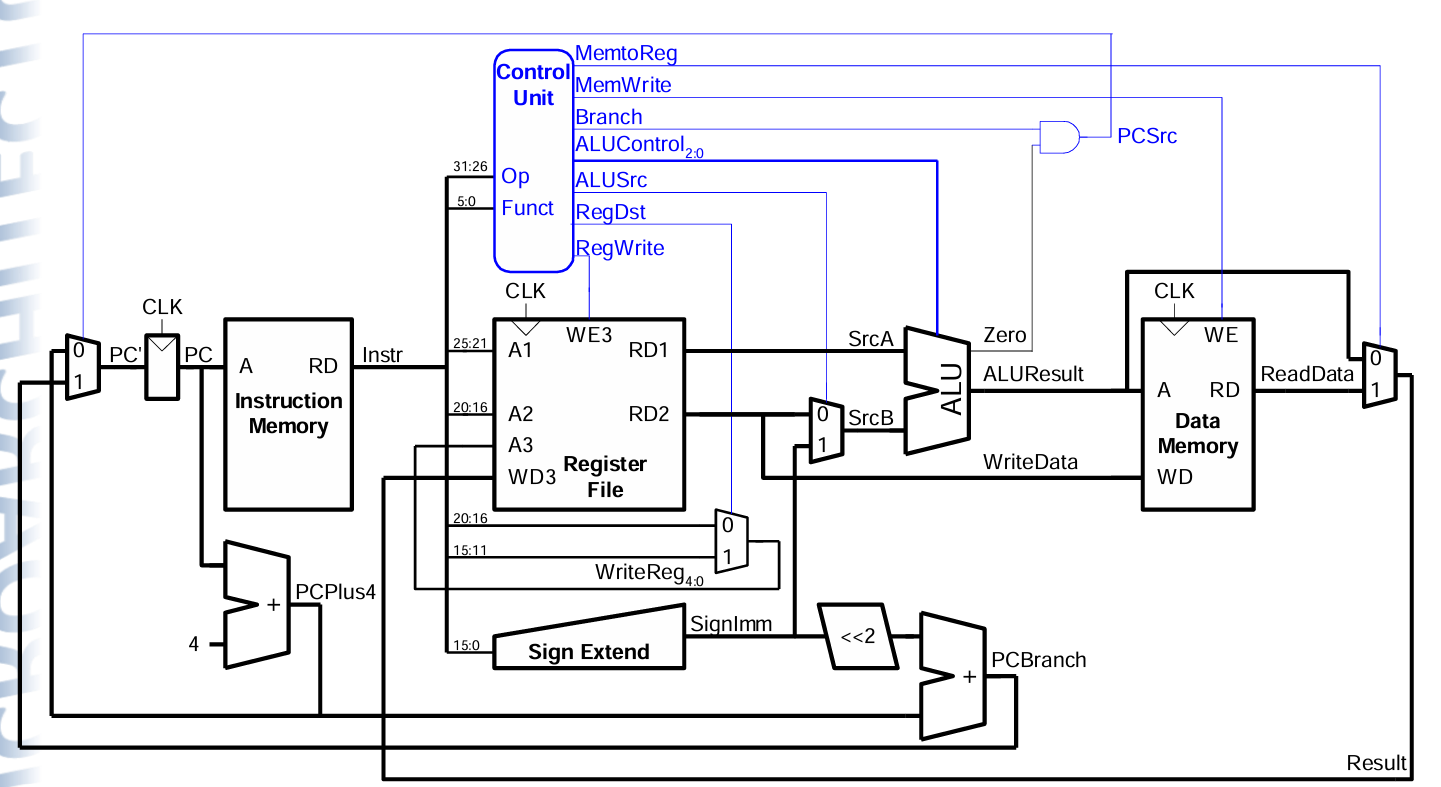 MemtoReg
Control
Unit
MemWrite
Branch
PCSrc
ALUControl2:0
31:26
Op
ALUSrc
5:0
Funct
RegDst
RegWrite
CLK
CLK
CLK
WE3
WE
Zero
0
1
PC'
PC
A
RD
Instr
25:21
A1
RD1
SrcA
ALU
ALUResult
A
RD
ReadData
0
1
Instruction
Memory
20:16
A2
RD2
0
1
SrcB
Data
Memory
A3
WD3
Register
File
WriteData
WD
20:16
0
15:11
1
WriteReg4:0
PCPlus4
+
4
SignImm
<<2
15:0
Sign Extend
PCBranch
+
Result